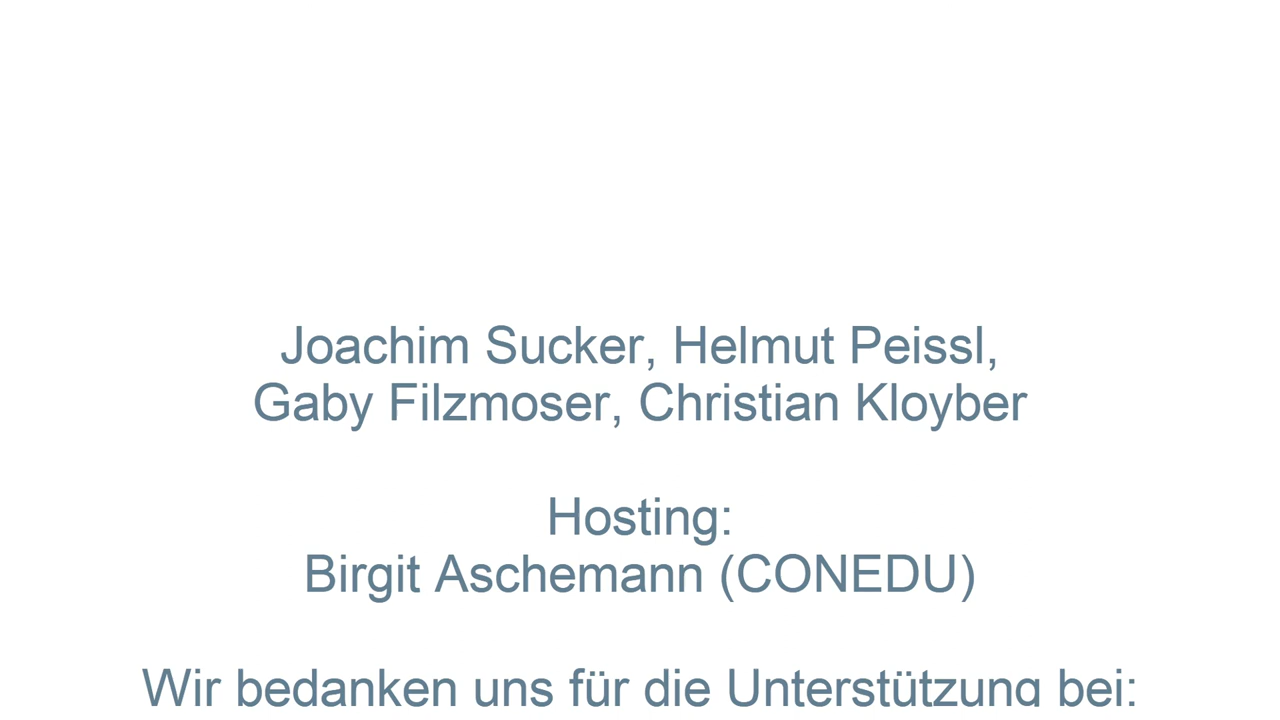 Joachim Sucker, Helmut Peissl,
Gaby Filzmoser, Christian Kloyber
Hosting:
Birgit Aschemann (CONEDU)
Wir bedanken uns für die Unterstützung bei: